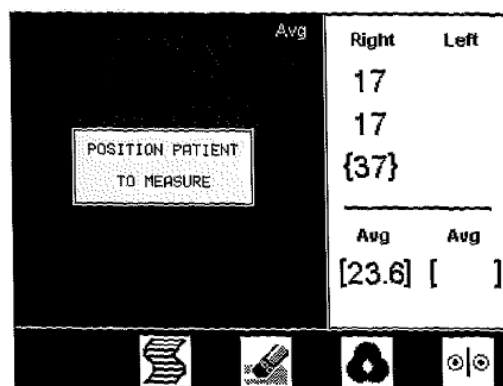 Avg
Right Left
17
17
{37}
POSITION PATIENT
TO MEASURE
Avg Avg
[23.6] [ ]